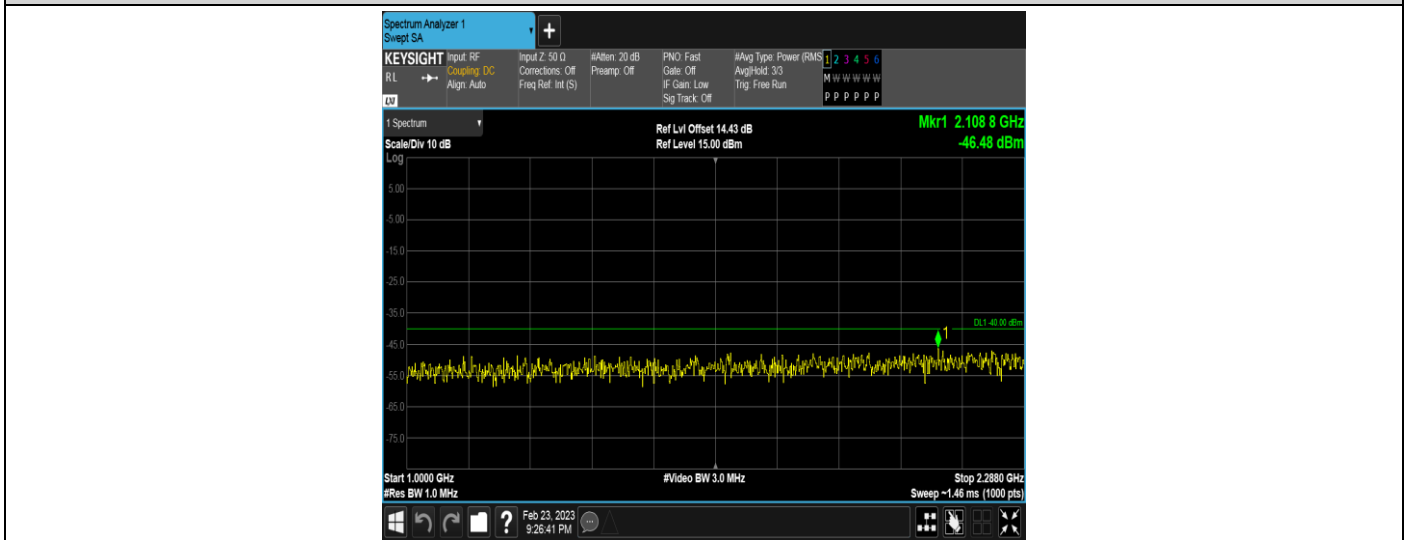 Spectrum Analyzer 1
Swept SA
+
KEYSIGHT
RL
LXI
Input: RF
Coupling: DC
Align: Auto
Input Z: 50 Ω
Corrections: Off
Freq Ref: Int (S)
#Atten: 20 dB
Preamp: Off
PNO: Fast
Gate: Off
IF Gain: Low
Sig Track: Off
#Avg Type: Power (RMS
Avg|Hold: 3/3
Trig: Free Run
1 2 3 4 5 6
M W W W W W
P P P P P P
1 Spectrum
Scale/Div 10 dB
Ref Lvl Offset 14.43 dB
Ref Level 15.00 dBm
Mkr1 2.108 8 GHz
-46.48 dBm
Log
5.00
-5.00
-15.0
-25.0
-35.0
-45.0
-55.0
-65.0
-75.0
DL1 -40.00 dBm
1
Start 1.0000 GHz
#Res BW 1.0 MHz
#Video BW 3.0 MHz
Stop 2.2880 GHz
Sweep ~1.46 ms (1000 pts)
?
Feb 23, 2023
9:26:41 PM